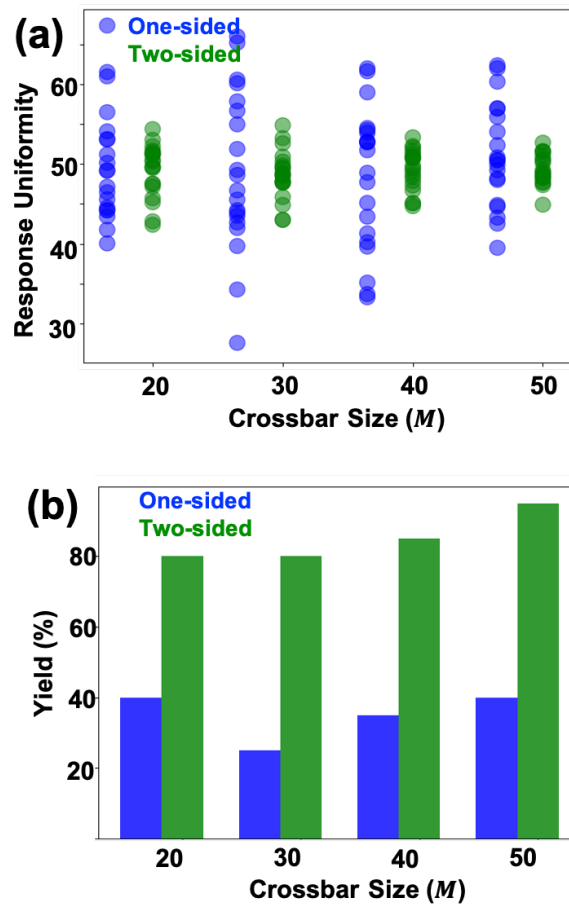 (a)
One-sided
Two-sided
Response Uniformity
60
50
40
30
20 30 40 50
Crossbar Size (M)
(b)
One-sided
Two-sided
Yield (%)
80
60
40
20
20 30 40 50
Crossbar Size (M)